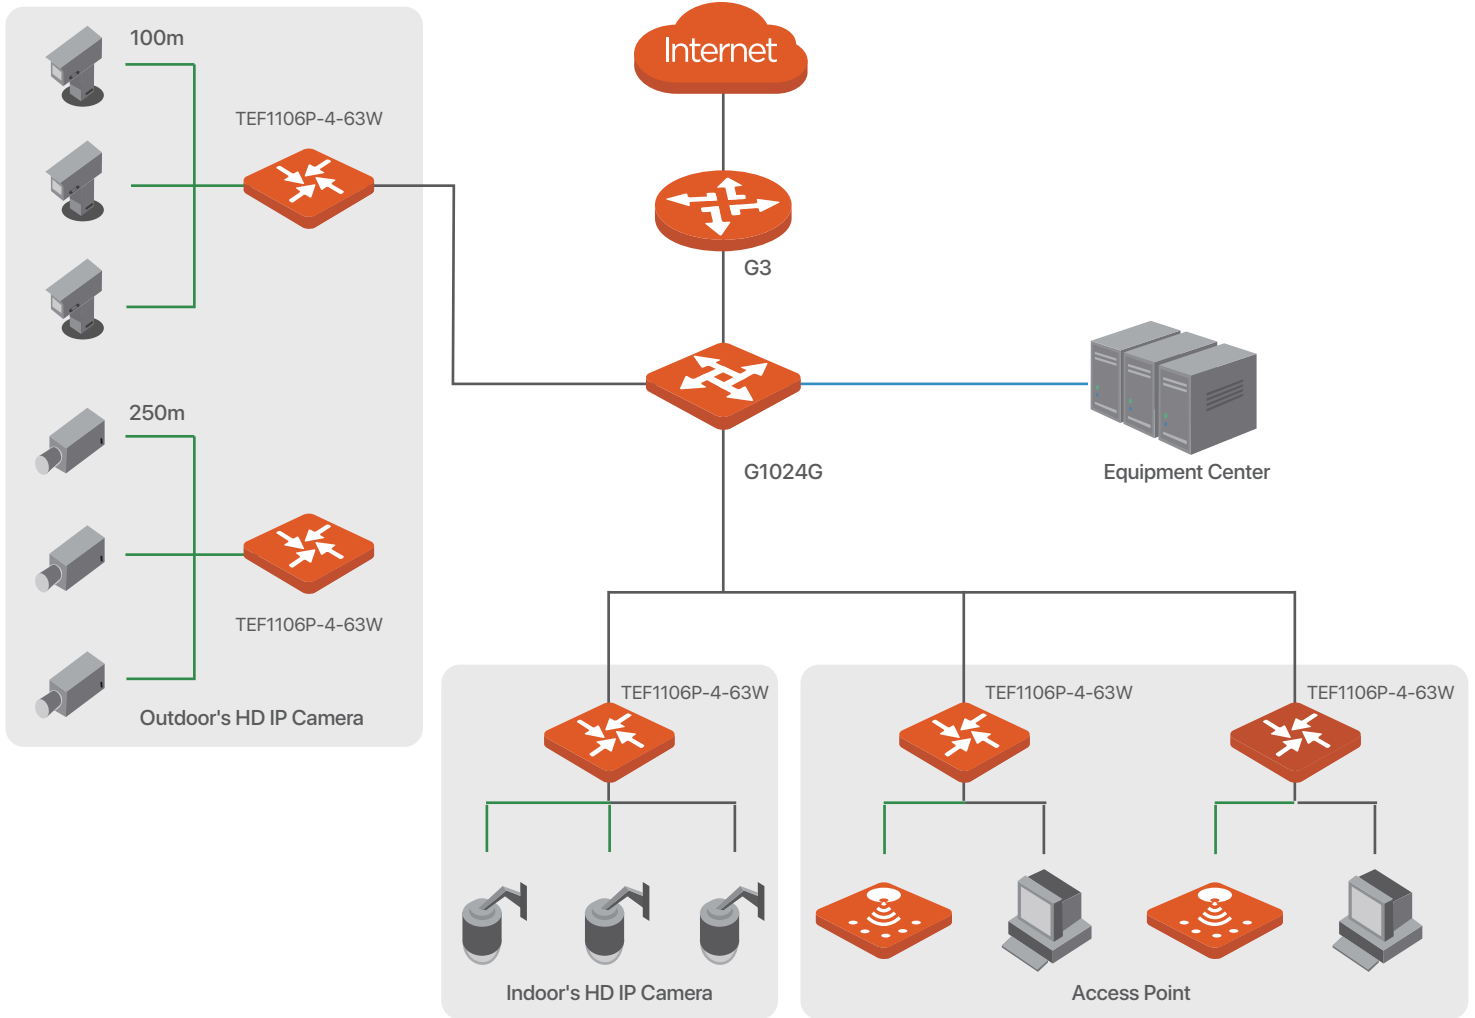 100m
Internet
TEF1106P-4-63W
G3
250m
G1024G
Equipment Center
TEF1106P-4-63W
Outdoor's HD IP Camera
TEF1106P-4-63W
TEF1106P-4-63W
TEF1106P-4-63W
Indoor's HD IP Camera
Access Point